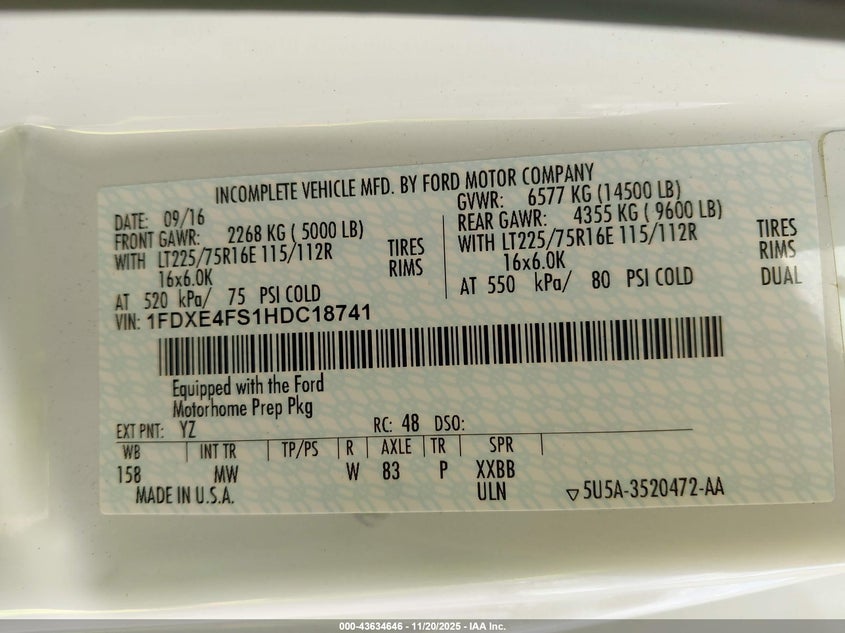 INCOMPLETE VEHICLE MFD. BY FORD MOTOR COMPANY
DATE: 09/16
FRONT GAWR: 2268 KG ( 5000 LB)
WITH LT225/75R16E 115/112R TIRES
16x6.0K RIMS
AT 520 kPa/ 75 PSI COLD
GVWR: 6577 KG (14500 LB)
REAR GAWR: 4355 KG ( 9600 LB)
WITH LT225/75R16E 115/112R TIRES
16x6.0K RIMS
AT 550 kPa/ 80 PSI COLD DUAL
VIN: 1FDXE4FS1HDC18741
Equipped with the Ford
Motorhome Prep Pkg
EXT PNT: YZ RC: 48 DSO:
WB INT TR TP/PS R AXLE TR SPR
158 MW W 83 P XXBB
MADE IN U.S.A. ULN 5U5A-3520472-AA
000-43634646 - 11/20/2025 - IAA Inc.